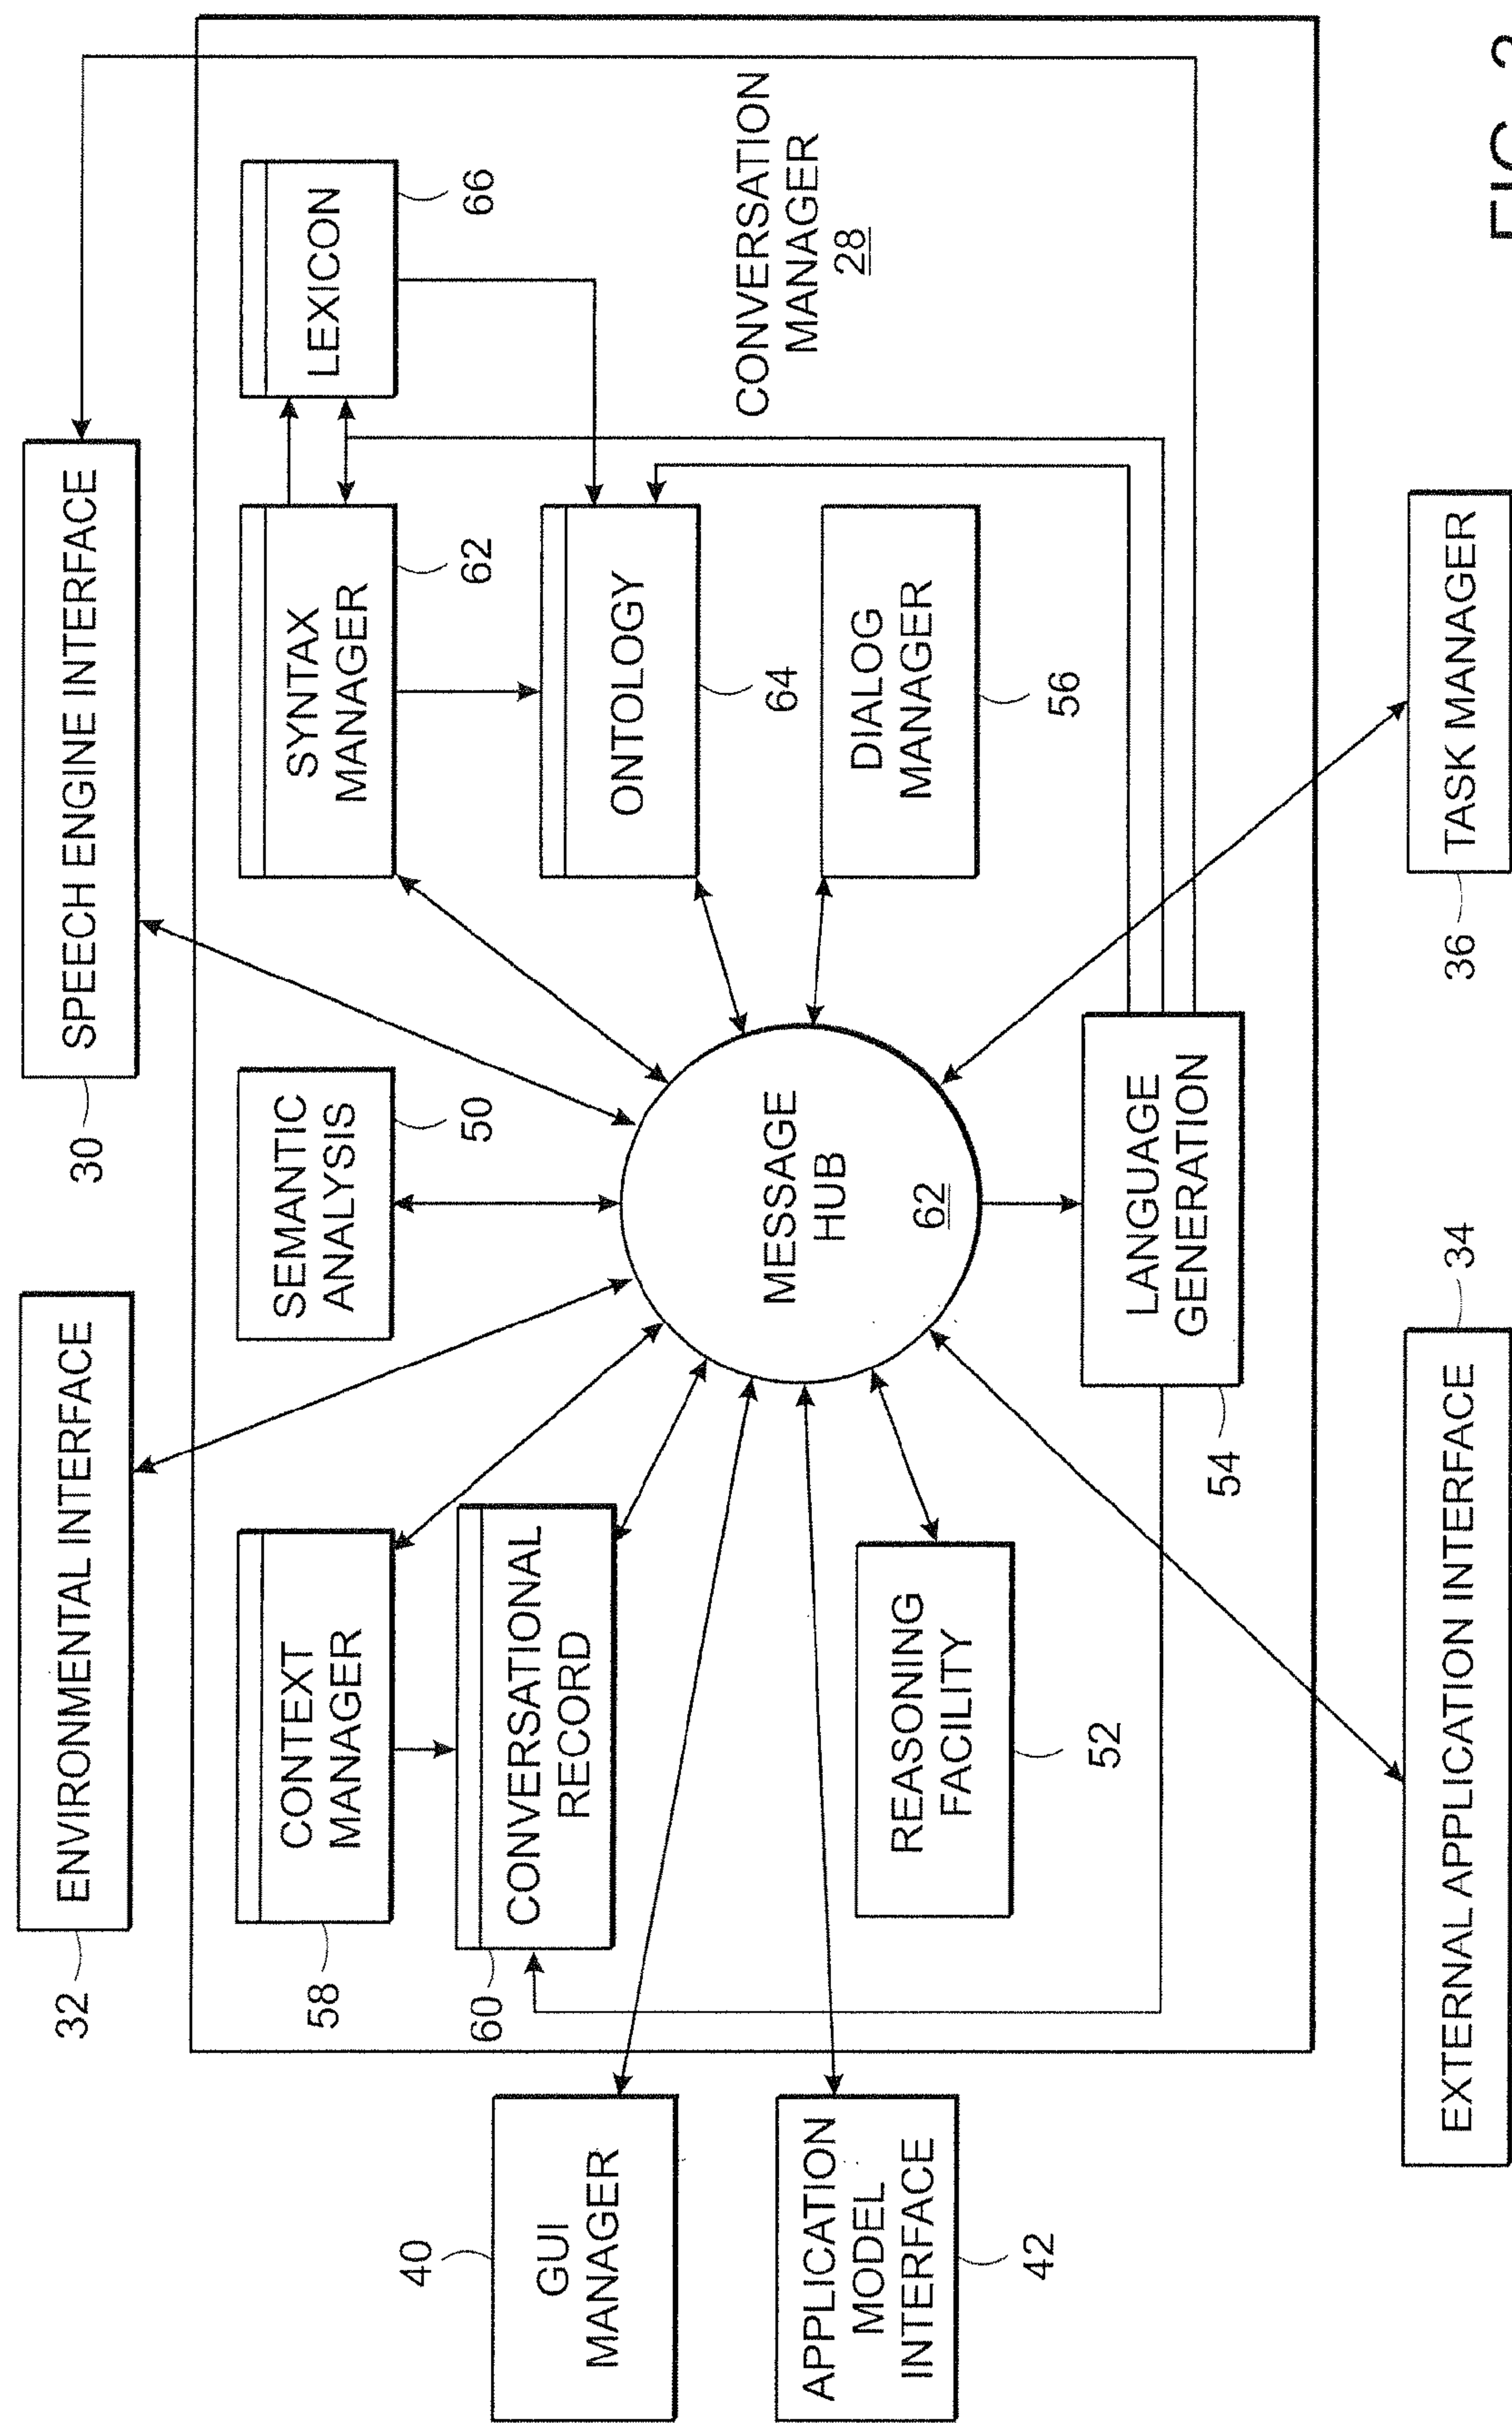 SPEECH ENGINE INTERFACE
30
ENVIRONMENTAL INTERFACE
32
LEXICON
66
SYNTAX
MANAGER
62
SEMANTIC
ANALYSIS
50
CONTEXT
MANAGER
58
CONVERSATIONAL
RECORD
60
ONTOLOGY
64
CONVERSATION
MANAGER
28
DIALOG
MANAGER
56
MESSAGE
HUB
62
REASONING
FACILITY
52
LANGUAGE
GENERATION
54
GUI
MANAGER
40
APPLICATION
MODEL
INTERFACE
42
TASK MANAGER
36
EXTERNAL APPLICATION INTERFACE
34